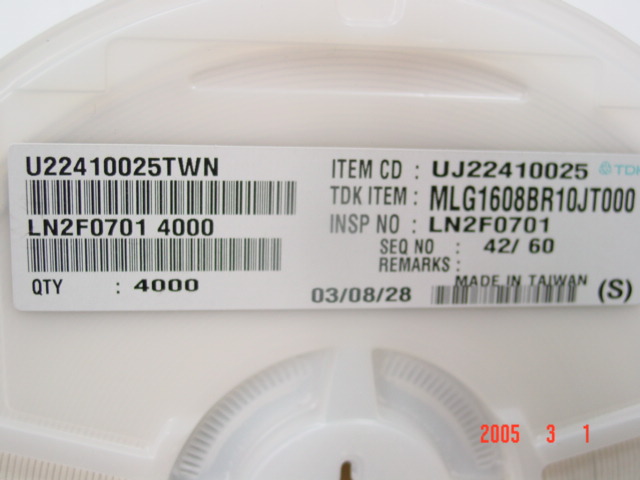 U22410025TWN
LN2F0701 4000
QTY : 4000
ITEM CD : UJ22410025 TDK
TDK ITEM : MLG1608BR10JT000
INSP NO : LN2F0701
SEQ NO : 42/ 60
REMARKS :
MADE IN TAIWAN
03/08/28 (S)
2005 3 1